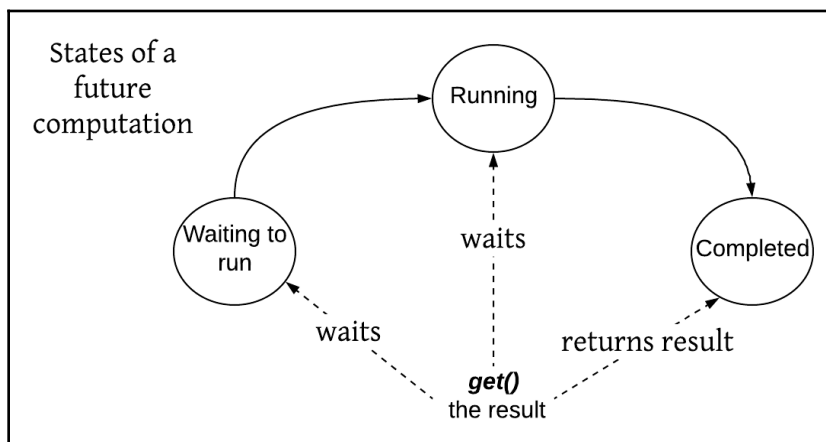 States of a
future
computation
Running
Waiting to
run
Completed
waits
waits
returns result
get()
the result